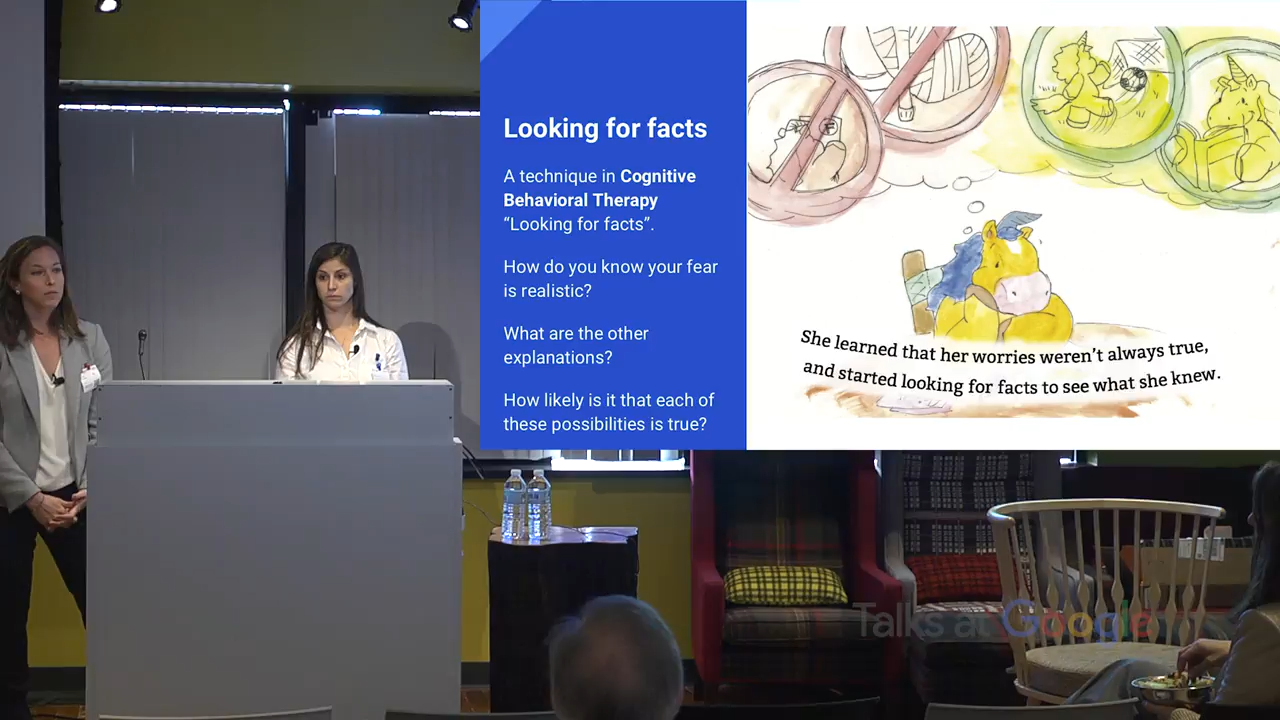 Looking for facts
A technique in Cognitive
Behavioral Therapy
“Looking for facts”.
How do you know your fear
is realistic?
What are the other
explanations?
How likely is it that each of
these possibilities is true?
She learned that her worries weren’t always true,
and started looking for facts to see what she knew.
Talks at Google